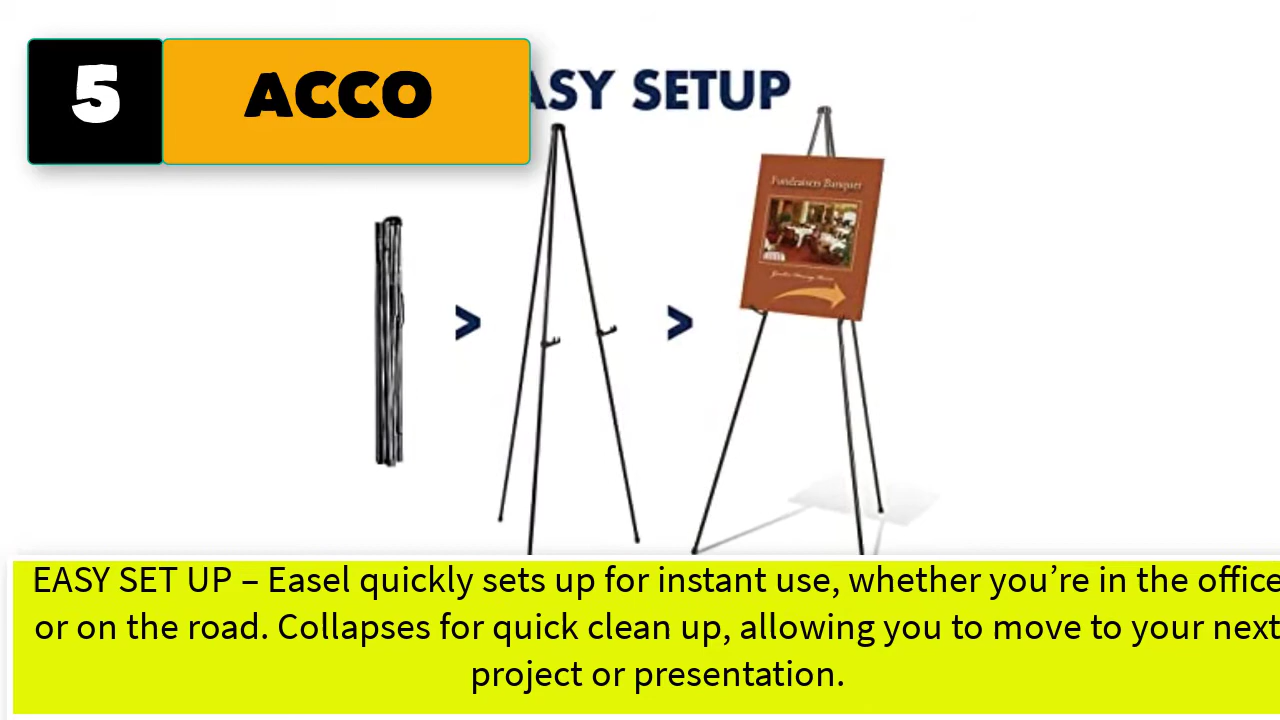 5 ACCO
ASY SETUP
>
>
Fundraisers Banquet
EASY SET UP – Easel quickly sets up for instant use, whether you’re in the office
or on the road. Collapses for quick clean up, allowing you to move to your next
project or presentation.